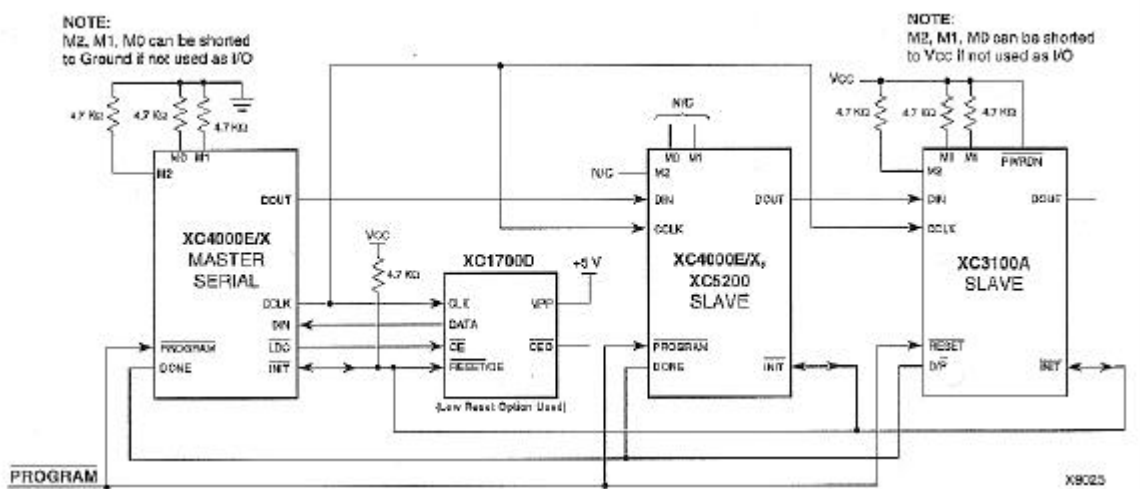 NOTE:
M2, M1, M0 can be shorted
to Ground if not used as I/O
NOTE:
M2, M1, M0 can be shorted
to Vcc if not used as I/O
N/C
VCC
4.7 KΩ
4.7 KΩ
4.7 KΩ
4.7 KΩ
4.7 KΩ
4.7 KΩ
M0 M1
M2
DOUT
XC4000E/X
MASTER
SERIAL
CCLK
DIN
PROGRAM
LDC
DONE
INIT
VCC
4.7 KΩ
XC1700D
+5 V
CLK
VPP
DATA
CE
CEO
RESET/OE
(Low Reset Option Used)
M0 M1
N/C
M2
DIN
DOUT
CCLK
XC4000E/X,
XC5200
SLAVE
PROGRAM
DONE
INIT
M0 M1
PWRDN
M2
DIN
DOUT
CCLK
XC3100A
SLAVE
RESET
D/P
INIT
PROGRAM
X9025